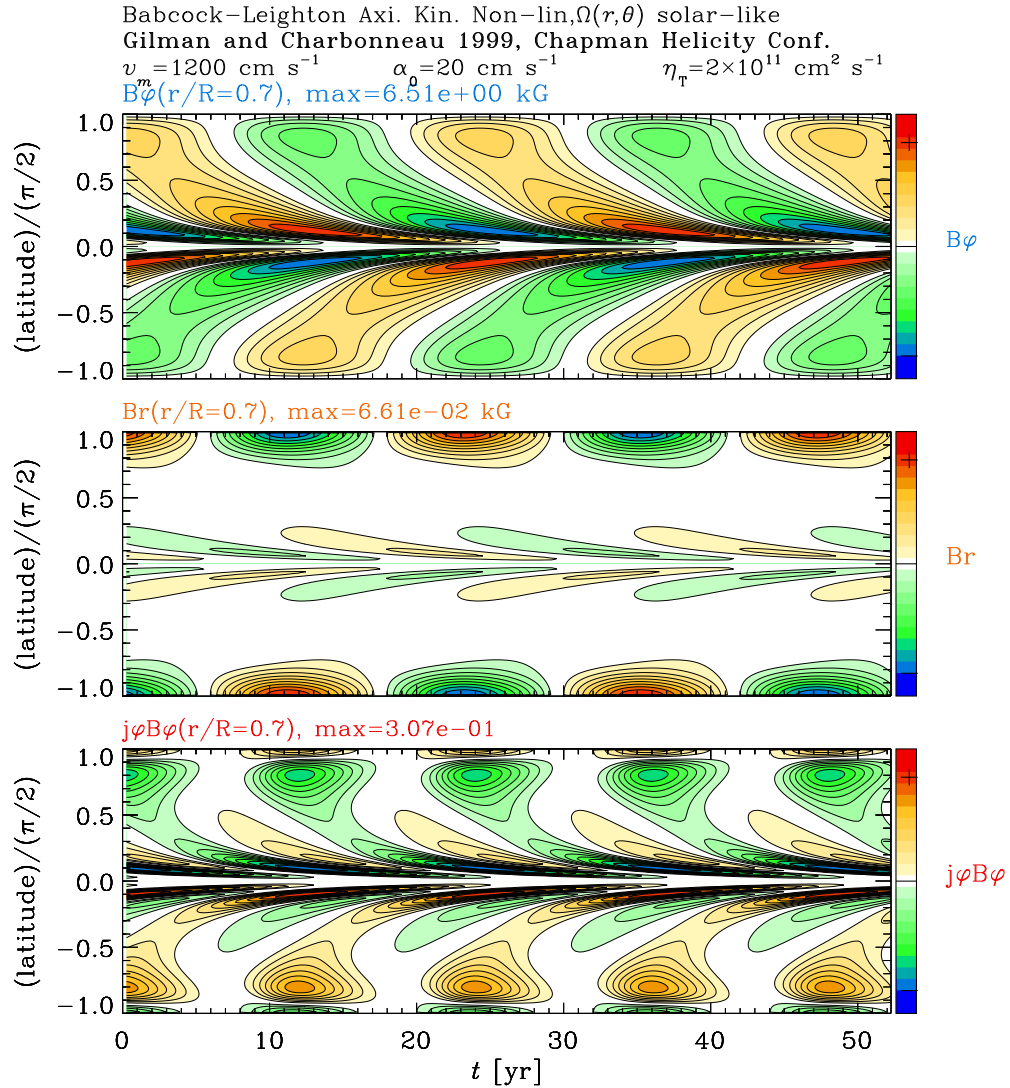 Babcock−Leighton Axi. Kin. Non−lin,Ω(r,θ) solar−like
Gilman and Charbonneau 1999, Chapman Helicity Conf.
υm=1200 cm s⁻¹ αΩ=20 cm s⁻¹ ηT=2×10¹¹ cm² s⁻¹
Bφ(r/R=0.7), max=6.51e+00 kG
1.0
0.5
0.0
−0.5
−1.0
(latitude)/(π/2)
Bφ
Br(r/R=0.7), max=6.61e−02 kG
1.0
0.5
0.0
−0.5
−1.0
(latitude)/(π/2)
Br
jφBφ(r/R=0.7), max=3.07e−01
1.0
0.5
0.0
−0.5
−1.0
(latitude)/(π/2)
jφBφ
0 10 20 30 40 50
t [yr]